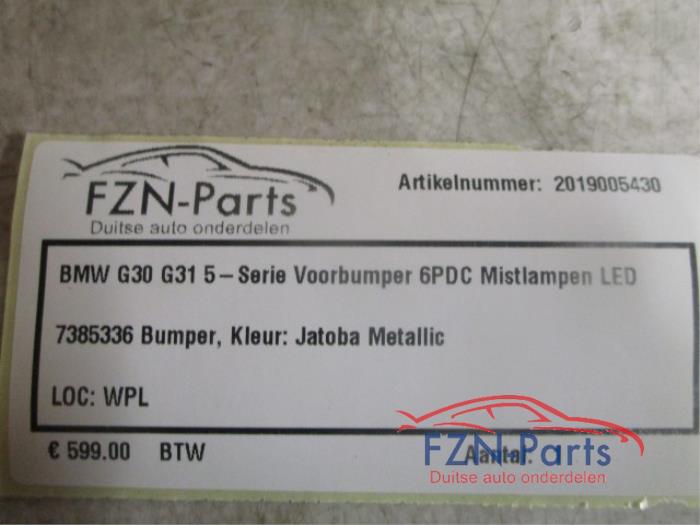 FZN-Parts
Duitse auto onderdelen
Artikelnummer: 2019005430
BMW G30 G31 5-Serie Voorbumper 6PDC Mistlampen LED
7385336 Bumper, Kleur: Jatoba Metallic
LOC: WPL
€ 599.00 BTW Aantal:
FZN-Parts
Duitse auto onderdelen